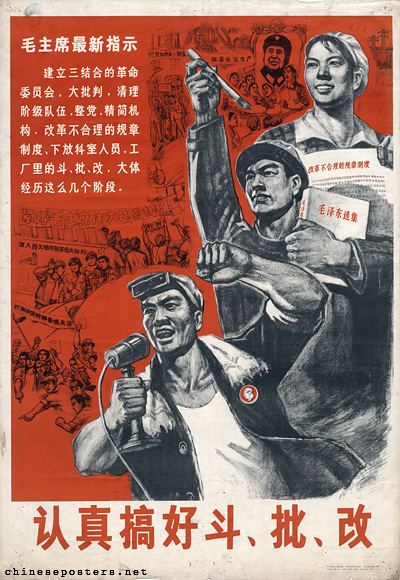 毛主席最新指示
建立三结合的革命
委员会，大批判，清理
阶级队伍，整党，精简机
构、改革不合理的规章
制度、下放科室人员，工
厂里的斗、批、改，大体
经历这么几个阶段。
改革不合理的规章制度
毛泽东选集
认真搞好斗、批、改
chineseposters.net